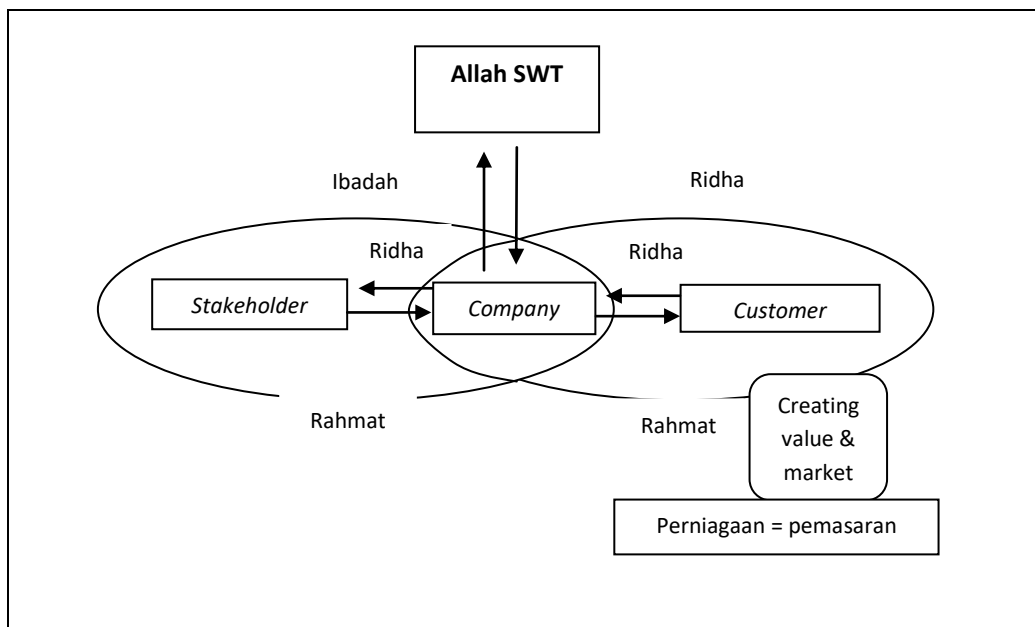 Allah SWT
Ibadah
Ridha
Ridha
Ridha
Stakeholder
Company
Customer
Rahmat
Rahmat
Creating
value &
market
Perniagaan = pemasaran